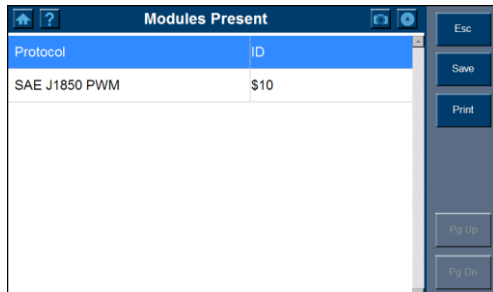 ?
Modules Present
Esc
Protocol ID
Save
SAE J1850 PWM $10
Print
Pg Up
Pg Dn